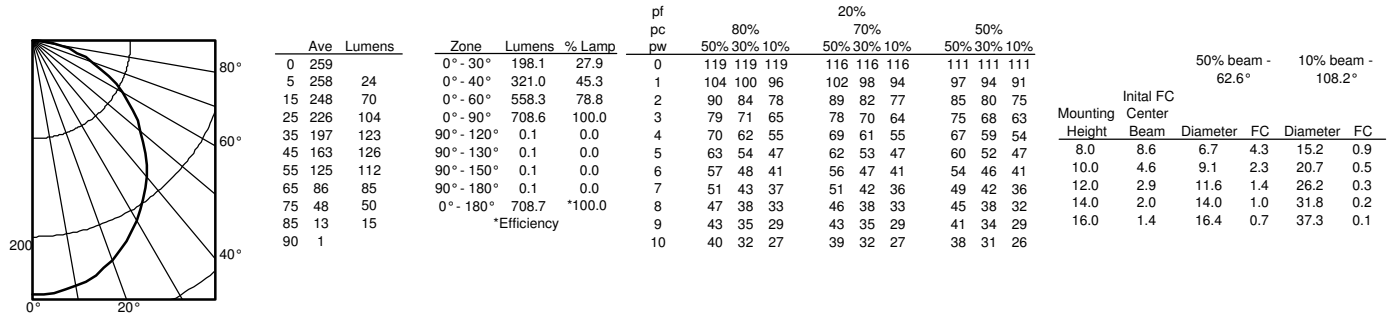 80°
60°
40°
200
0° 20°
Ave Lumens
0 259
5 258 24
15 248 70
25 226 104
35 197 123
45 163 126
55 125 112
65 86 85
75 48 50
85 13 15
90 1
Zone Lumens % Lamp
0°-30° 198.1 27.9
0°-40° 321.0 45.3
0°-60° 558.3 78.8
0°-90° 708.6 100.0
90°-120° 0.1 0.0
90°-130° 0.1 0.0
90°-150° 0.1 0.0
90°-180° 0.1 0.0
0°-180° 708.7 *100.0
*Efficiency
pf 20%
pc 80% 70% 50%
pw 50% 30% 10% 50% 30% 10% 50% 30% 10%
0 119 119 119 116 116 116 111 111 111
1 104 100 96 102 98 94 97 94 91
2 90 84 78 89 82 77 85 80 75
3 79 71 65 78 70 64 75 68 63
4 70 62 55 69 61 55 67 59 54
5 63 54 47 62 53 47 60 52 47
6 57 48 41 56 47 41 54 46 41
7 51 43 37 51 42 36 49 42 36
8 47 38 33 46 38 33 45 38 32
9 43 35 29 43 35 29 41 34 29
10 40 32 27 39 32 27 38 31 26
50% beam - 10% beam -
62.6° 108.2°
Inital FC
Mounting Center
Height Beam Diameter FC Diameter FC
8.0 8.6 6.7 4.3 15.2 0.9
10.0 4.6 9.1 2.3 20.7 0.5
12.0 2.9 11.6 1.4 26.2 0.3
14.0 2.0 14.0 1.0 31.8 0.2
16.0 1.4 16.4 0.7 37.3 0.1